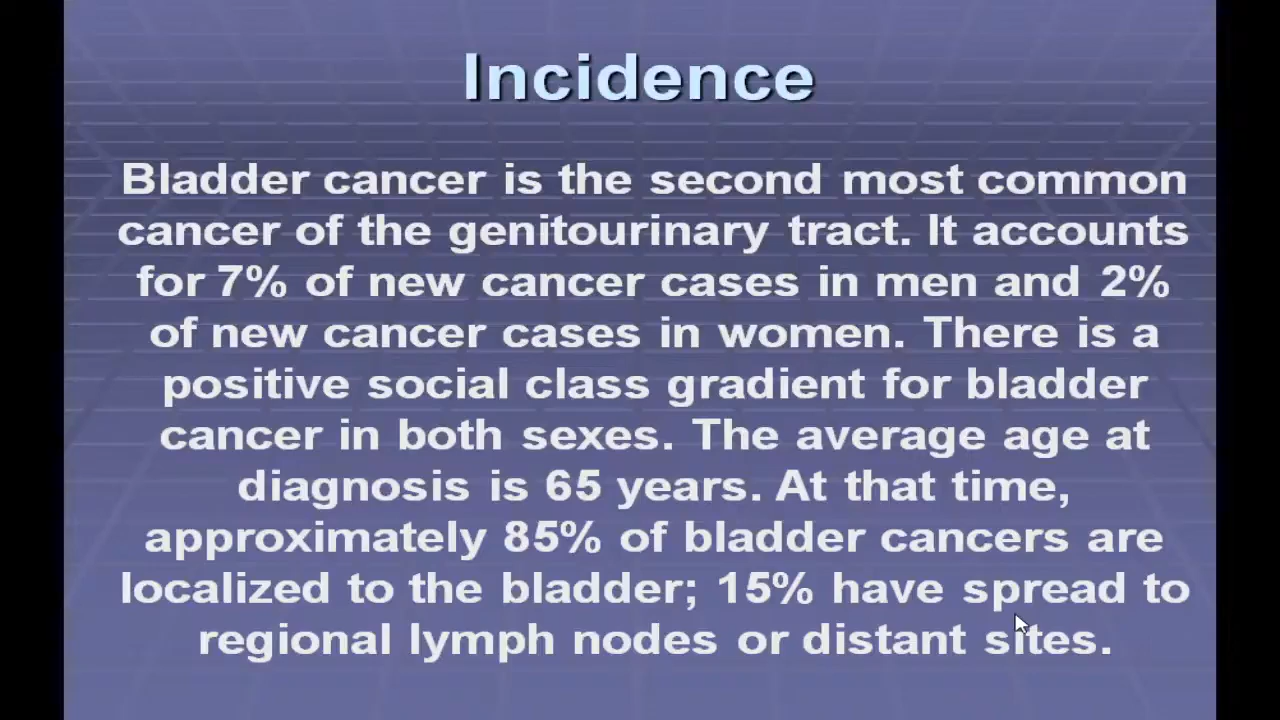 Incidence
Bladder cancer is the second most common
cancer of the genitourinary tract. It accounts
for 7% of new cancer cases in men and 2%
of new cancer cases in women. There is a
positive social class gradient for bladder
cancer in both sexes. The average age at
diagnosis is 65 years. At that time,
approximately 85% of bladder cancers are
localized to the bladder; 15% have spread to
regional lymph nodes or distant sites.